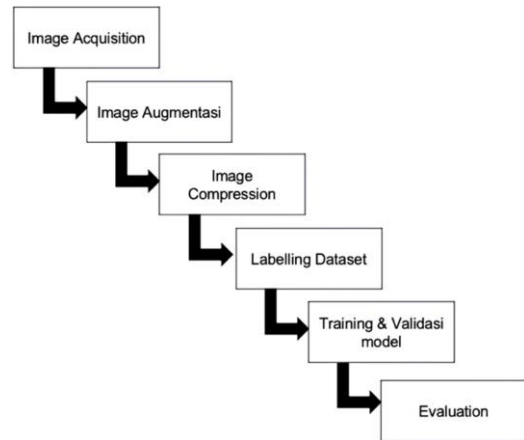 Image Acquisition
Image Augmentasi
Image
Compression
Labelling Dataset
Training & Validasi
model
Evaluation